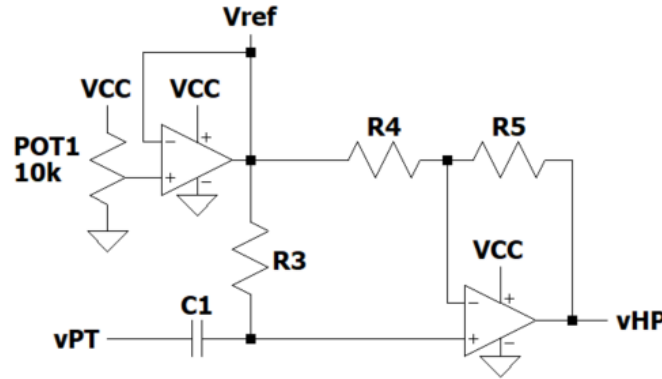 Vref
VCC
VCC
POT1
10k
R4
R5
R3
VCC
C1
vPT
vHP